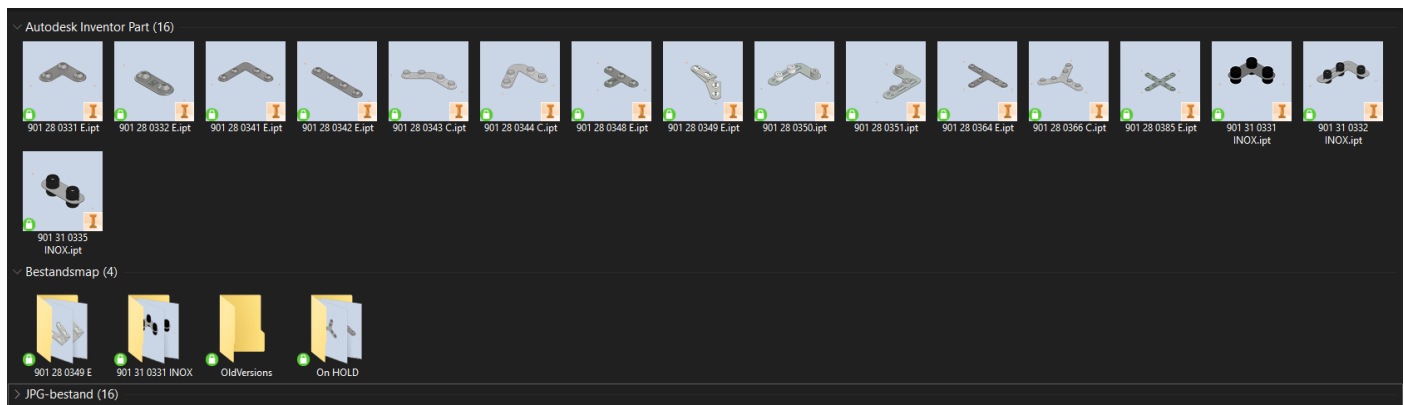 Autodesk Inventor Part (16)
901 28 0331 E.ipt
901 28 0332 E.ipt
901 28 0341 E.ipt
901 28 0342 E.ipt
901 28 0343 C.ipt
901 28 0344 C.ipt
901 28 0348 E.ipt
901 28 0349 E.ipt
901 28 0350.ipt
901 28 0351.ipt
901 28 0364 E.ipt
901 28 0366 C.ipt
901 28 0385 E.ipt
901 31 0331
INOX.ipt
901 31 0332
INOX.ipt
901 31 0335
INOX.ipt
Bestandsmap (4)
901 28 0349 E
901 31 0331 INOX
OldVersions
On HOLD
JPG-bestand (16)